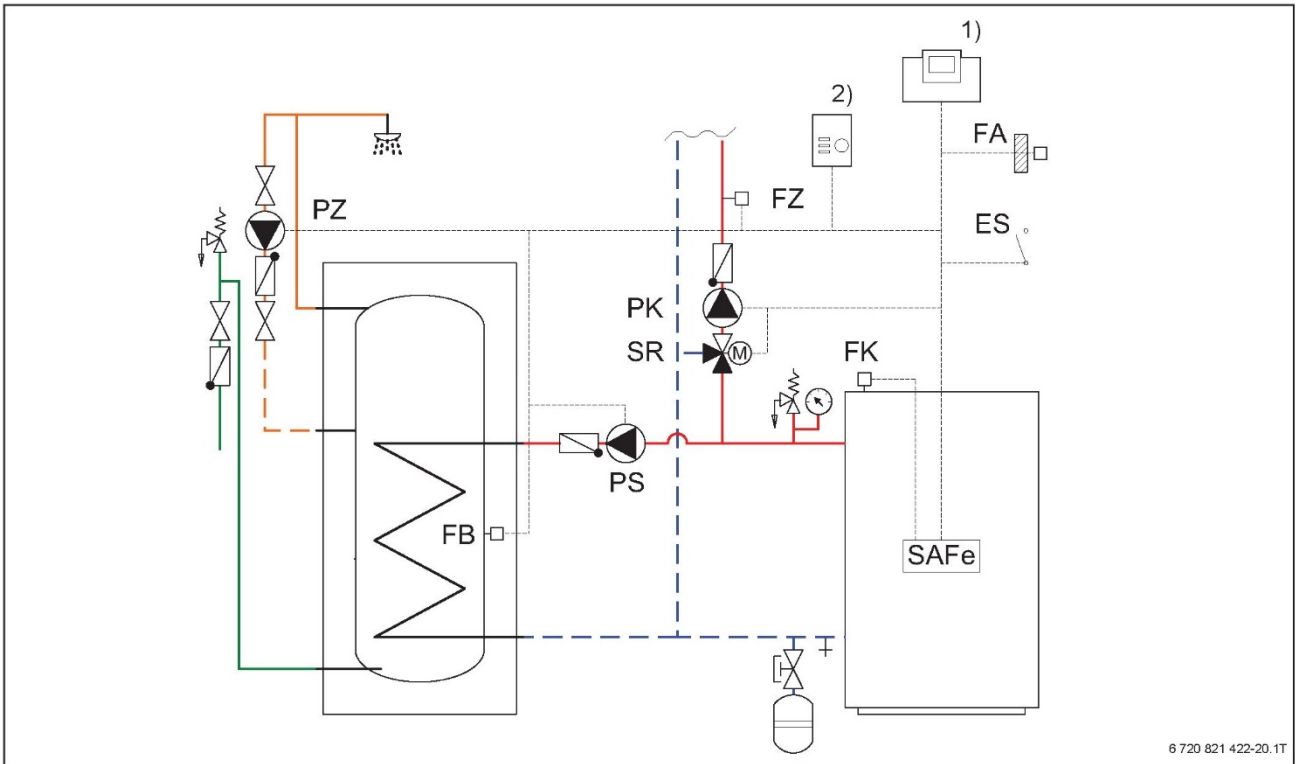 1)
2)
FA
PZ
FZ
ES
PK
SR
M
FK
PS
FB
SAFe
6 720 821 422-20.1T